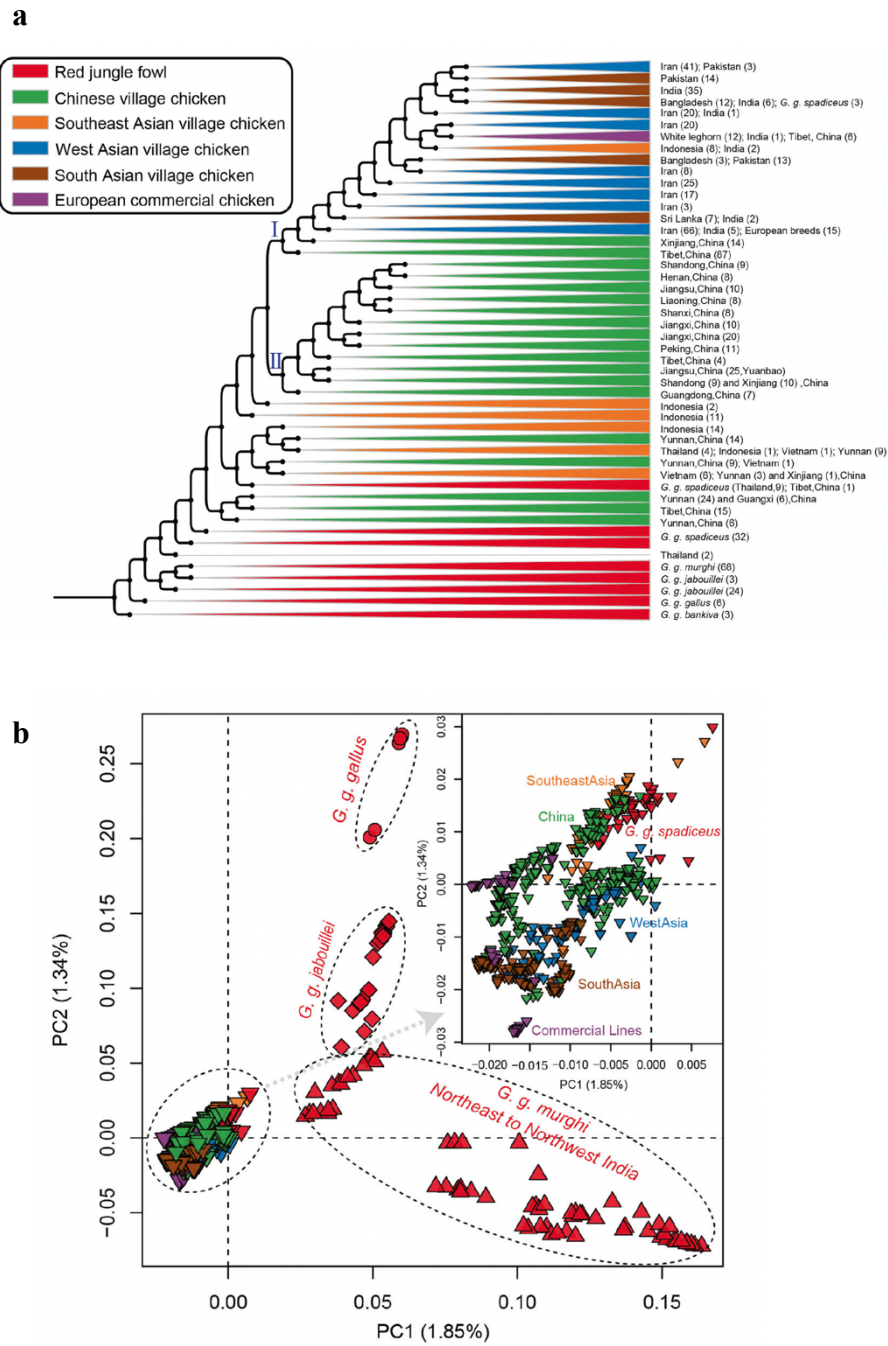 a
Red jungle fowl
Chinese village chicken
Southeast Asian village chicken
West Asian village chicken
South Asian village chicken
European commercial chicken
I
II
Iran (41); Pakistan (3)
Pakistan (14)
India (35)
Bangladesh (12); India (6); G. g. spadiceus (3)
Iran (20); India (1)
Iran (20)
White leghorn (12); India (1); Tibet, China (6)
Indonesia (8); India (2)
Bangladesh (3); Pakistan (13)
Iran (8)
Iran (25)
Iran (17)
Iran (3)
Sri Lanka (7); India (2)
Iran (66); India (5); European breeds (15)
Xinjiang,China (14)
Tibet,China (87)
Shandong,China (9)
Henan,China (8)
Jiangsu,China (10)
Liaoning,China (8)
Shanxi,China (8)
Jiangxi,China (10)
Jiangxi,China (20)
Peking,China (11)
Tibet,China (4)
Jiangsu,China (25,Yuanbao)
Shandong (9) and Xinjiang (10) ,China
Guangdong,China (7)
Indonesia (2)
Indonesia (11)
Indonesia (14)
Yunnan,China (14)
Thailand (4); Indonesia (1); Vietnam (1); Yunnan (9)
Yunnan,China (9); Vietnam (1)
Vietnam (6); Yunnan (3) and Xinjiang (1),China
G. g. spadiceus (Thailand,9); Tibet,China (1)
Yunnan (24) and Guangxi (6),China
Tibet,China (15)
Yunnan,China (6)
G. g. spadiceus (32)
Thailand (2)
G. g. murghi (68)
G. g. jabouillei (3)
G. g. jabouillei (24)
G. g. gallus (6)
G. g. bankiva (3)
b
PC2 (1.34%)
0.25
0.20
0.15
0.10
0.05
0.00
−0.05
0.00
0.05
0.10
0.15
PC1 (1.85%)
G. g. gallus
G. g. jabouillei
G. g. murghi
Northeast to Northwest India
PC2 (1.34%)
0.03
0.02
0.01
0.00
−0.01
−0.02
−0.03
SoutheastAsia
China
G. g. spadiceus
WestAsia
SouthAsia
Commercial Lines
−0.020
−0.015
−0.010
−0.005
0.000
0.005
PC1 (1.85%)